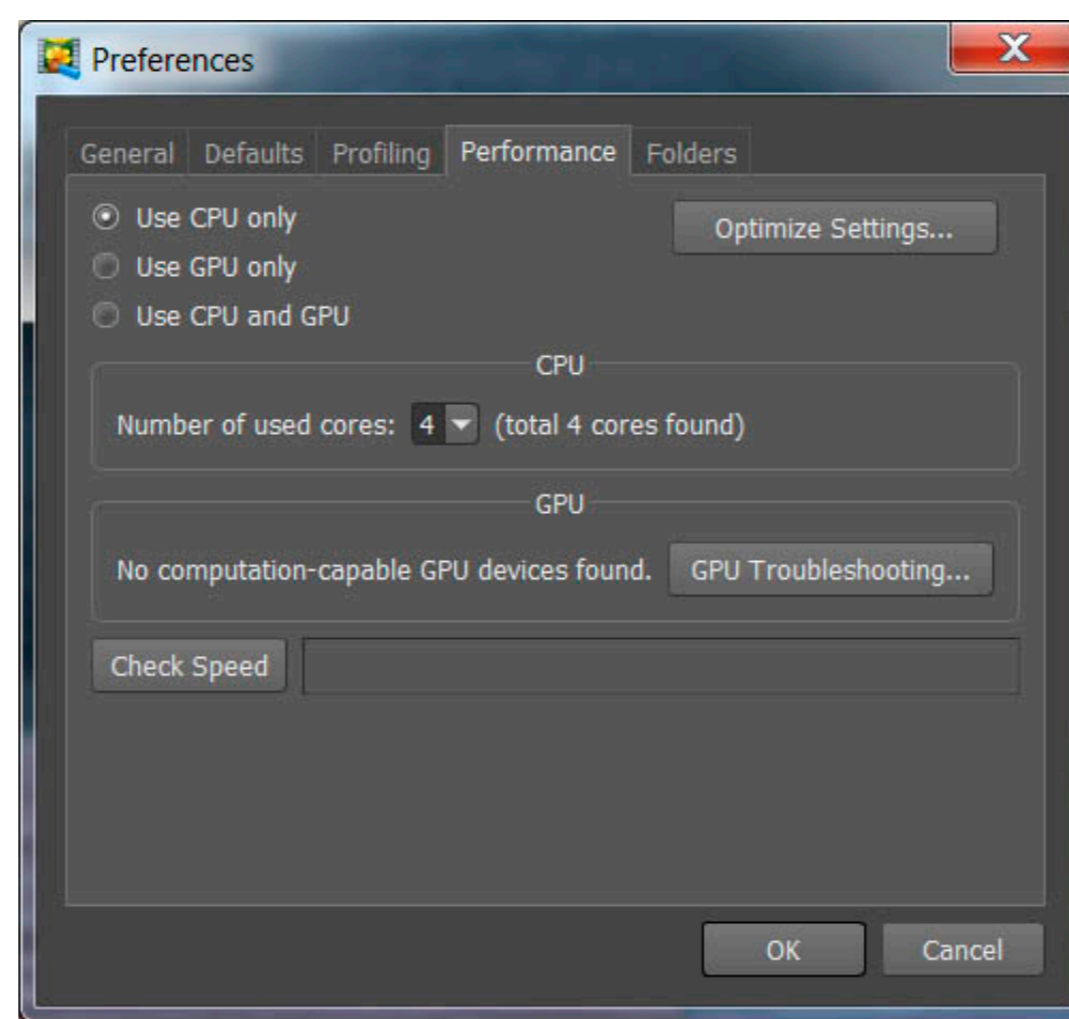 Preferences
General Defaults Profiling Performance Folders
Use CPU only
Optimize Settings...
Use GPU only
Use CPU and GPU
CPU
Number of used cores: 4 (total 4 cores found)
GPU
No computation-capable GPU devices found. GPU Troubleshooting...
Check Speed
OK Cancel